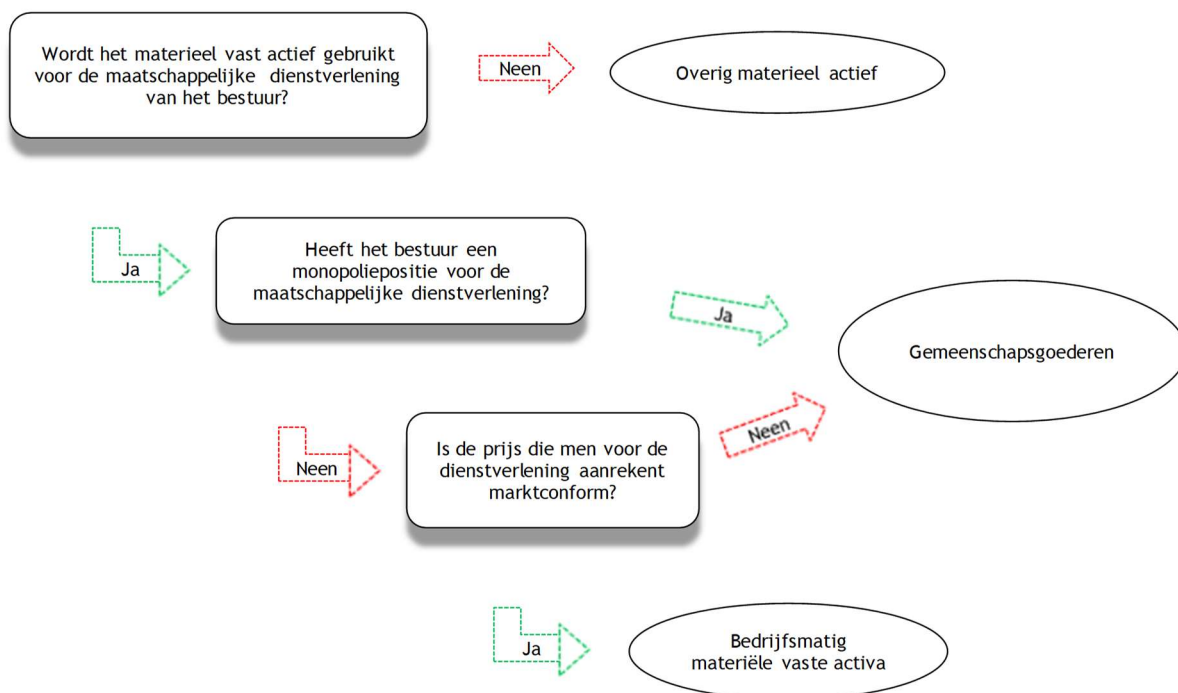 Wordt het materieel vast actief gebruikt
voor de maatschappelijke dienstverlening
van het bestuur?
Neen
Overig materieel actief
Ja
Heeft het bestuur een
monopoliepositie voor de
maatschappelijke dienstverlening?
Ja
Gemeenschapsgoederen
Neen
Is de prijs die men voor de
dienstverlening aanrekent
marktconform?
Neen
Ja
Bedrijfsmatig
materiële vaste activa